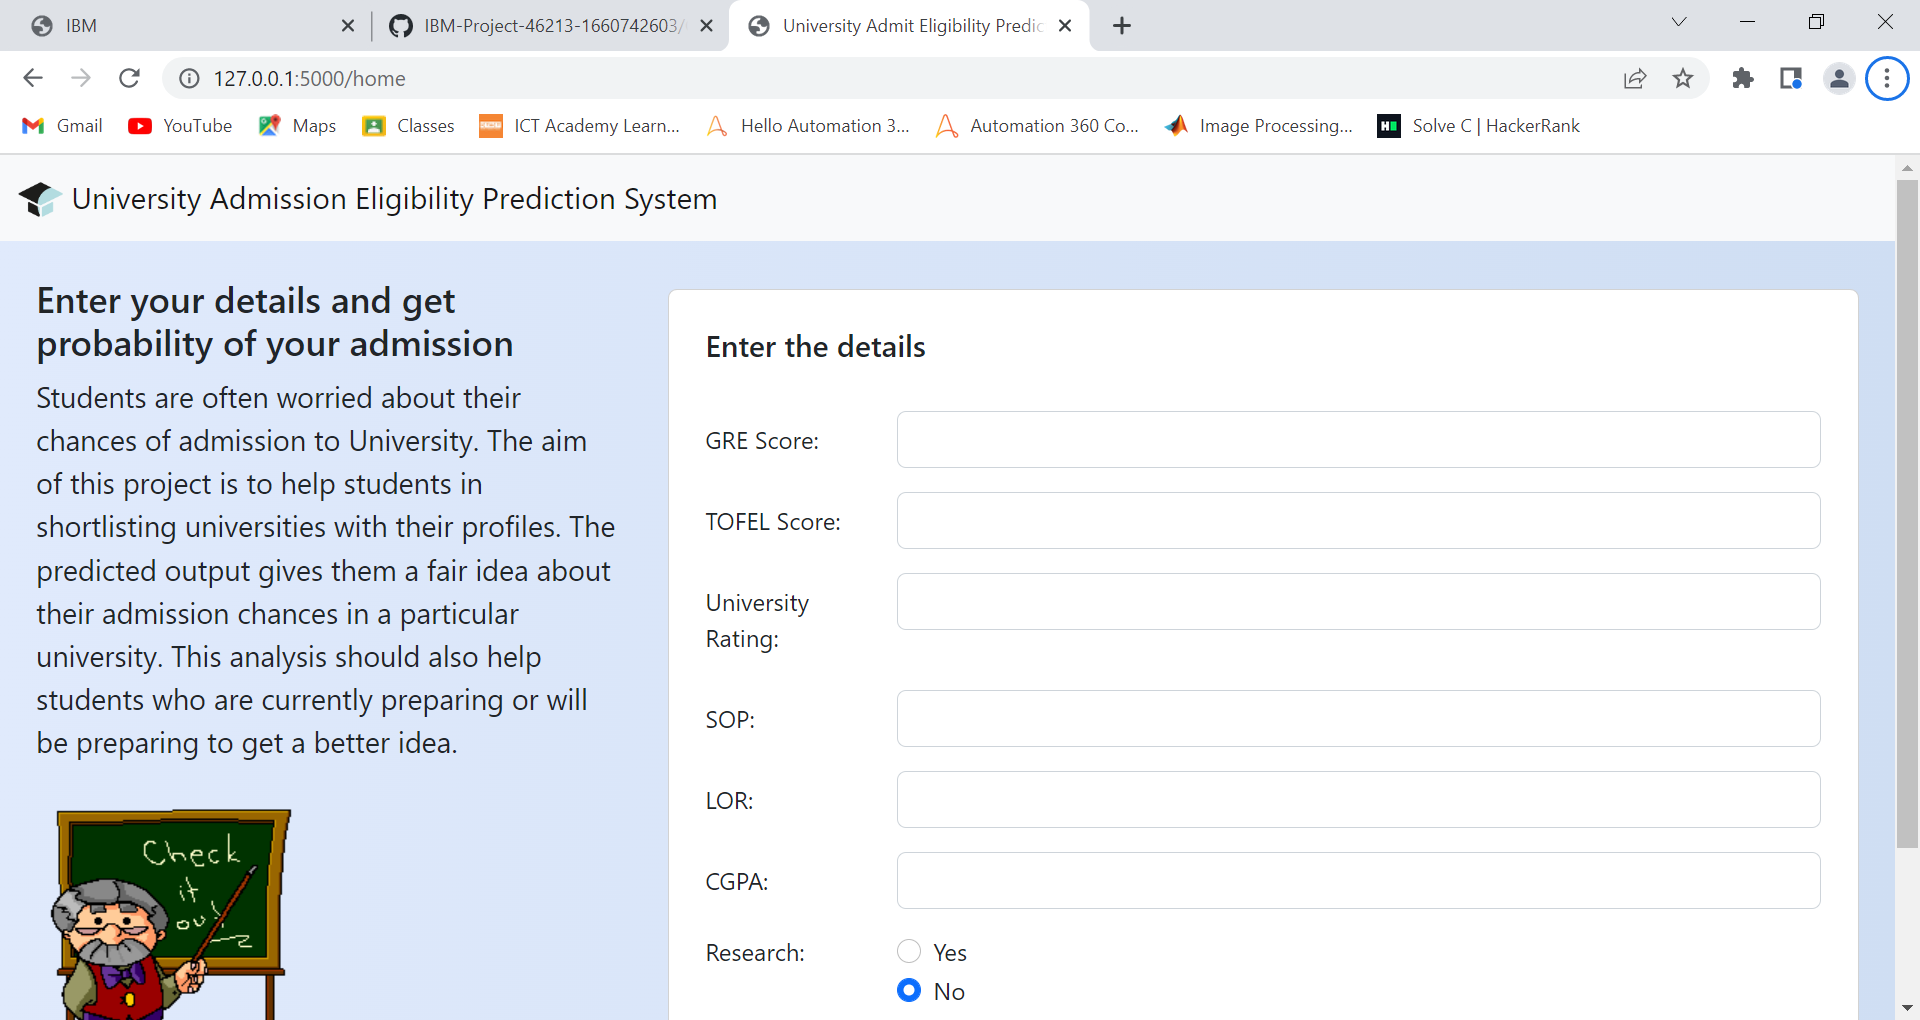 IBM
IBM-Project-46213-1660742603/
University Admit Eligibility Predic
127.0.0.1:5000/home
Gmail
YouTube
Maps
Classes
ICT Academy Learn...
Hello Automation 3...
Automation 360 Co...
Image Processing...
Solve C | HackerRank
University Admission Eligibility Prediction System
Enter your details and get
probability of your admission
Students are often worried about their
chances of admission to University. The aim
of this project is to help students in
shortlisting universities with their profiles. The
predicted output gives them a fair idea about
their admission chances in a particular
university. This analysis should also help
students who are currently preparing or will
be preparing to get a better idea.
Check
it
out!
Enter the details
GRE Score:
TOFEL Score:
University
Rating:
SOP:
LOR:
CGPA:
Research:
Yes
No